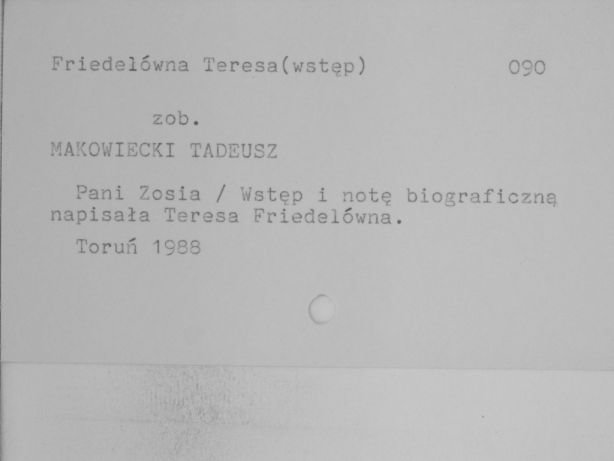 Friedelówna Teresa(wstęp) 090
zob.
MAKOWIECKI TADEUSZ
Pani Zosia / Wstęp i notę biograficzną
napisała Teresa Friedelówna.
Toruń 1988